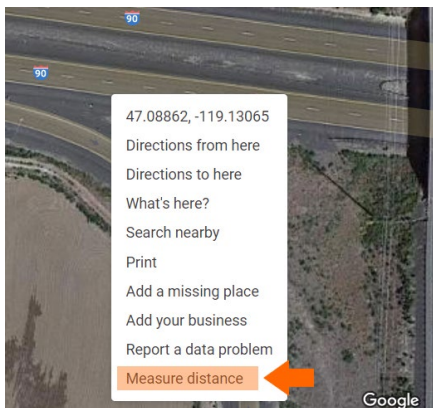 90
90
47.08862, -119.13065
Directions from here
Directions to here
What's here?
Search nearby
Print
Add a missing place
Add your business
Report a data problem
Measure distance
Google